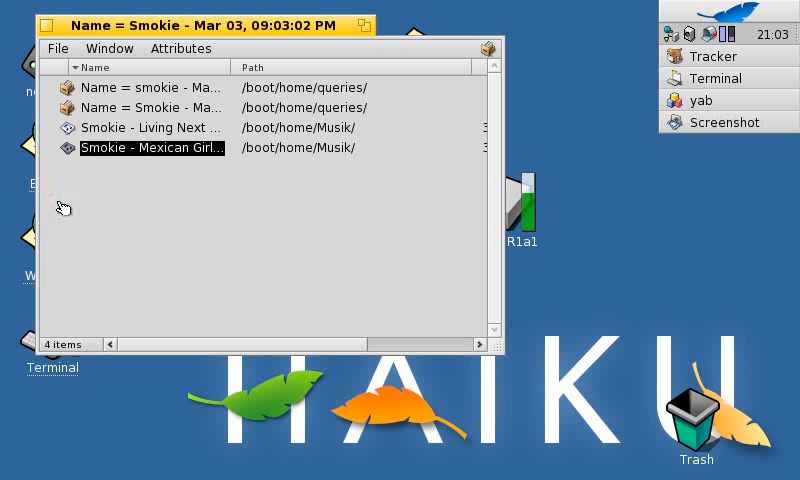 Name = Smokie - Mar 03, 09:03:02 PM
File Window Attributes
Name Path
Name = smokie - Ma... /boot/home/queries/
Name = Smokie - Ma... /boot/home/queries/
Smokie - Living Next ... /boot/home/Musik/ 3
Smokie - Mexican Girl... /boot/home/Musik/ 3
4 items
21:03
Tracker
Terminal
yab
Screenshot
R1a1
Terminal
HAIKU
Trash